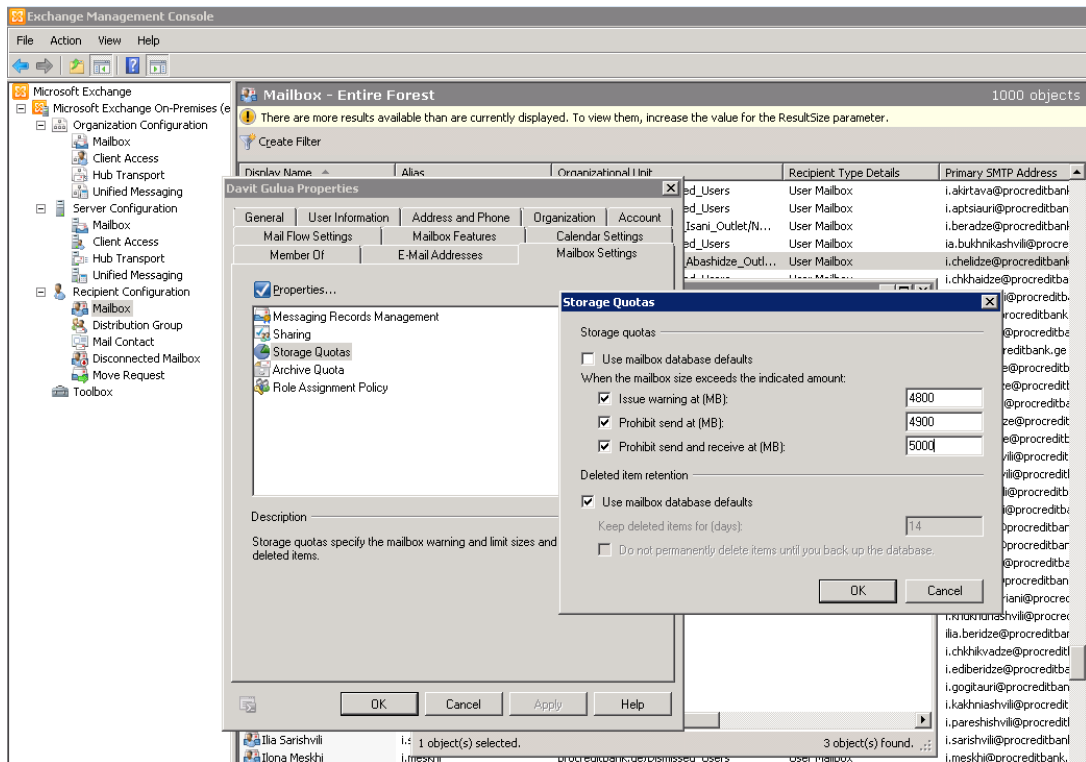 Exchange Management Console
File Action View Help
Microsoft Exchange
Microsoft Exchange On-Premises (e
Organization Configuration
Mailbox
Client Access
Hub Transport
Unified Messaging
Server Configuration
Mailbox
Client Access
Hub Transport
Unified Messaging
Recipient Configuration
Mailbox
Distribution Group
Mail Contact
Disconnected Mailbox
Move Request
Toolbox
Mailbox - Entire Forest 1000 objects
There are more results available than are currently displayed. To view them, increase the value for the ResultSize parameter.
Create Filter
Display Name Alias Organizational Unit Recipient Type Details Primary SMTP Address
ed_Users User Mailbox i.akirtava@procreditbank
ed_Users User Mailbox i.aptsiauri@procreditban
Isani_Outlet/N... User Mailbox i.beradze@procreditbank
ed_Users User Mailbox ia.bukhnikashvili@procre
Abashidze_Outl... User Mailbox i.chelidze@procreditbank
User Mailbox i.chkhaidze@procreditba
Davit Gulua Properties
General User Information Address and Phone Organization Account
Mail Flow Settings Mailbox Features Calendar Settings
Member Of E-Mail Addresses Mailbox Settings
Properties...
Messaging Records Management
Sharing
Storage Quotas
Archive Quota
Role Assignment Policy
Description
Storage quotas specify the mailbox warning and limit sizes and
deleted items.
OK Cancel Apply Help
Storage Quotas
Storage quotas
Use mailbox database defaults
When the mailbox size exceeds the indicated amount:
Issue warning at (MB): 4800
Prohibit send at (MB): 4900
Prohibit send and receive at (MB): 5000
Deleted item retention
Use mailbox database defaults
Keep deleted items for (days): 14
Do not permanently delete items until you back up the database.
OK Cancel
ilia.beridze@procreditbar
i.chkhikvadze@procreditl
i.ediberidze@procreditba
i.gogitauri@procreditban
i.kakhniashvili@procredit
i.pareshishvili@procreditl
1 object(s) selected. 3 object(s) found.
Ilia Sarishvili i.sarishvili@procreditbanl
Ilona Meskhi i.meskhi User Mailbox i.meskhi@procreditbank.